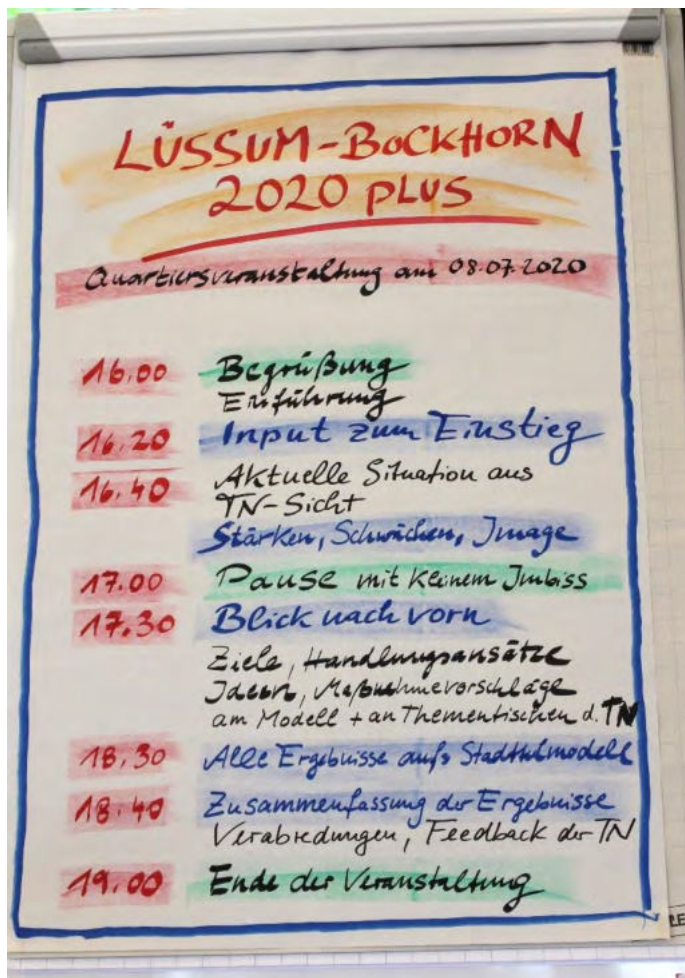 LÜSSUM-BOCKHORN
2020 PLUS
Quartiersveranstaltung am 08.07.2020
16.00 Begrüßung
Einführung
16.20 Input zum Einstieg
16.40 Aktuelle Situation aus
TN-Sicht
Stärken, Schwächen, Image
17.00 Pause mit kleinem Imbiss
17.30 Blick nach vorn
Ziele, Handlungsansätze
Ideen, Maßnahmevorschläge
am Modell + an Thementischen d. TN
18.30 Alle Ergebnisse aufs Stadtteilmodell
18.40 Zusammenfassung der Ergebnisse
Verabredungen, Feedback der TN
19.00 Ende der Veranstaltung